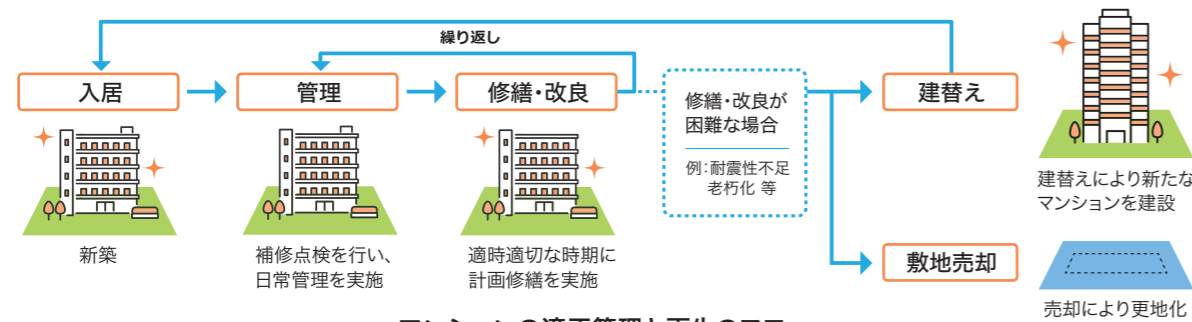 繰り返し
入居
管理
修繕・改良
修繕・改良が
困難な場合
例：耐震性不足
老朽化 等
建替え
新築
補修点検を行い、
日常管理を実施
適時適切な時期に
計画修繕を実施
建替えにより新たな
マンションを建設
敷地売却
売却により更地化